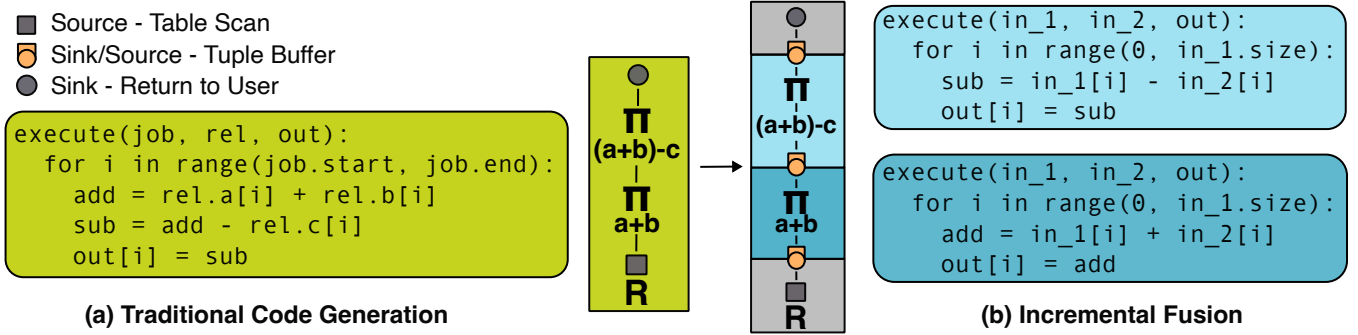 Source - Table Scan
Sink/Source - Tuple Buffer
Sink - Return to User
execute(job, rel, out):
  for i in range(job.start, job.end):
    add = rel.a[i] + rel.b[i]
    sub = add - rel.c[i]
    out[i] = sub
(a) Traditional Code Generation
Π
(a+b)-c
Π
a+b
R
Π
(a+b)-c
Π
a+b
R
execute(in_1, in_2, out):
  for i in range(0, in_1.size):
    sub = in_1[i] - in_2[i]
    out[i] = sub
execute(in_1, in_2, out):
  for i in range(0, in_1.size):
    add = in_1[i] + in_2[i]
    out[i] = add
(b) Incremental Fusion